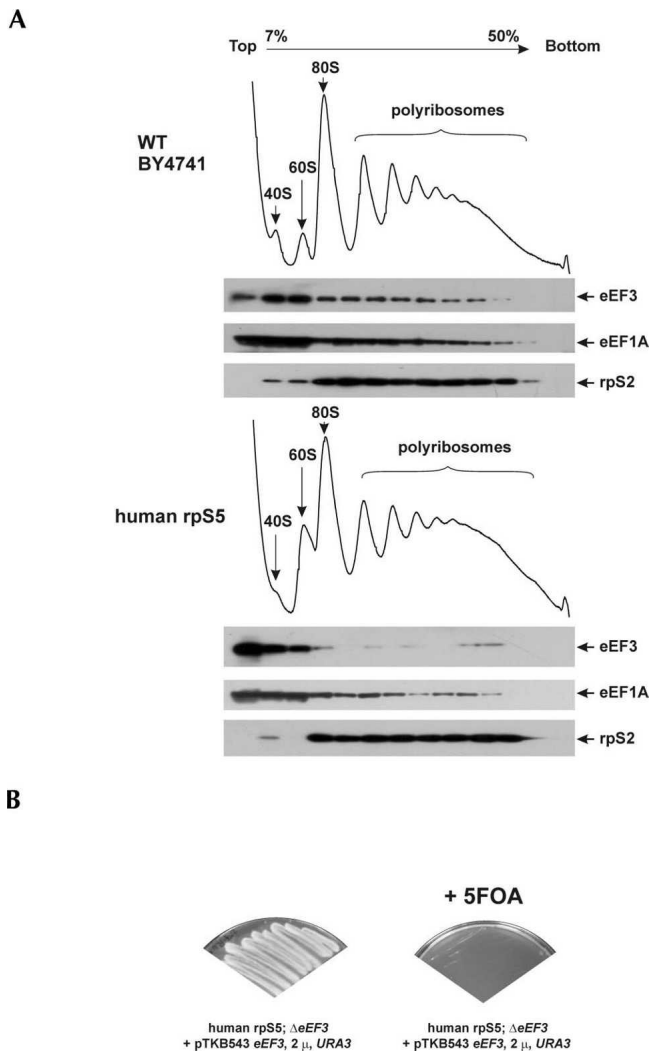 A
Top 7% 50% Bottom
80S
polyribosomes
WT
BY4741
60S
40S
eEF3
eEF1A
rpS2
80S
polyribosomes
60S
human rpS5
40S
eEF3
eEF1A
rpS2
B
+ 5FOA
human rpS5; ΔeEF3
+ pTKB543 eEF3, 2 μ, URA3
human rpS5; ΔeEF3
+ pTKB543 eEF3, 2 μ, URA3